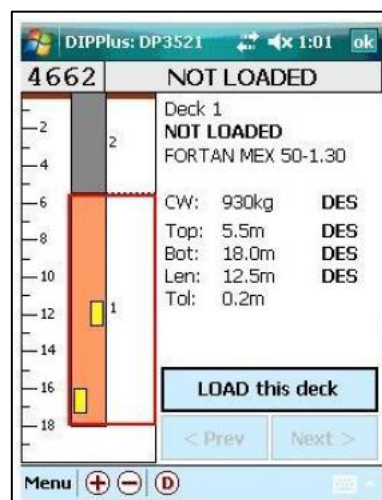 DIPPlus: DP3521 1:01 ok
4662 NOT LOADED
Deck 1
NOT LOADED
FORTAN MEX 50-1.30
CW: 930kg DES
Top: 5.5m DES
Bot: 18.0m DES
Len: 12.5m DES
Tol: 0.2m
2
4
6
8
10
12
14
16
18
2
1
LOAD this deck
< Prev Next >
Menu D